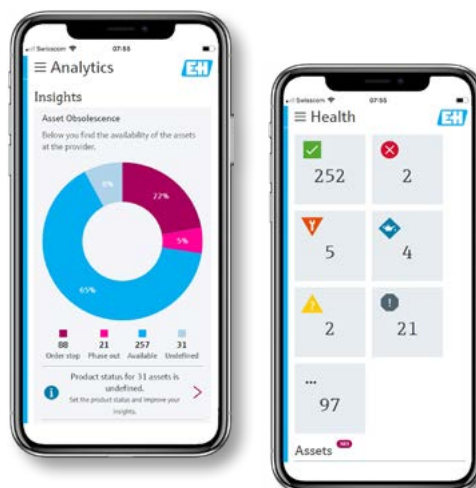 Swisscom
07:55
Analytics
EH
Insights
Asset Obsolescence
Below you find the availability of the assets
at the provider.
8%
22%
5%
65%
88
21
257
31
Order stop
Phase out
Available
Undefined
Product status for 31 assets is
undefined.
Set the product status and improve your
insights.
Swisscom
07:55
Health
EH
252
2
5
4
2
21
...
97
Assets